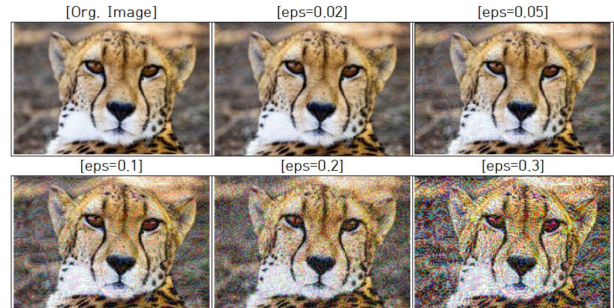 [Org. Image]
[eps=0.02]
[eps=0.05]
[eps=0.1]
[eps=0.2]
[eps=0.3]